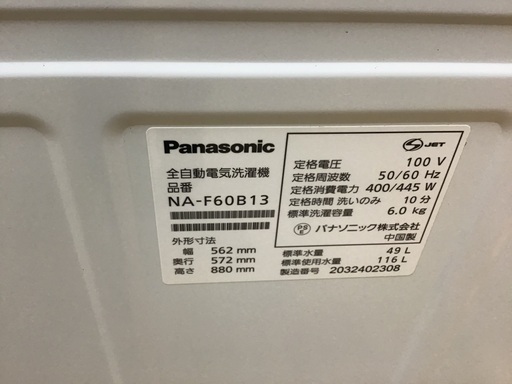 Panasonic
全自動電気洗濯機
品番
NA-F60B13
外形寸法
幅 562 mm
奥行 572 mm
高さ 880 mm
S JET
定格電圧 100 V
定格周波数 50/60 Hz
定格消費電力 400/445 W
定格時間 洗いのみ 10分
標準洗濯容量 6.0 kg
PS E パナソニック株式会社
中国製
標準水量 49 L
標準使用水量 116 L
製造番号 2032402308